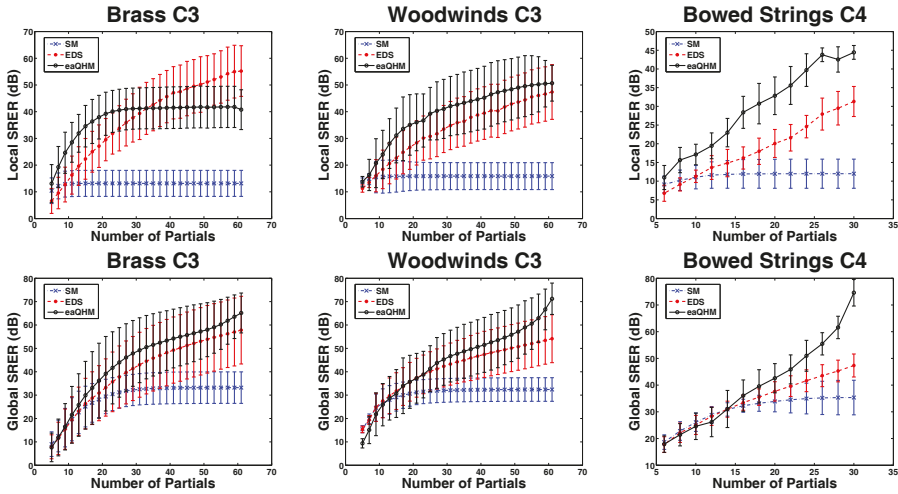 Brass C3
Woodwinds C3
Bowed Strings C4
Local SRER (dB)
70
60
50
40
30
20
10
0
SM
EDS
eaQHM
0 10 20 30 40 50 60 70
Number of Partials
Local SRER (dB)
70
60
50
40
30
20
10
0
SM
EDS
eaQHM
0 10 20 30 40 50 60 70
Number of Partials
Local SRER (dB)
50
45
40
35
30
25
20
15
10
5
0
SM
EDS
eaQHM
5 10 15 20 25 30 35
Number of Partials
Brass C3
Woodwinds C3
Bowed Strings C4
Global SRER (dB)
80
70
60
50
40
30
20
10
0
SM
EDS
eaQHM
0 10 20 30 40 50 60 70
Number of Partials
Global SRER (dB)
80
70
60
50
40
30
20
10
0
SM
EDS
eaQHM
0 10 20 30 40 50 60 70
Number of Partials
Global SRER (dB)
80
70
60
50
40
30
20
10
SM
EDS
eaQHM
5 10 15 20 25 30 35
Number of Partials